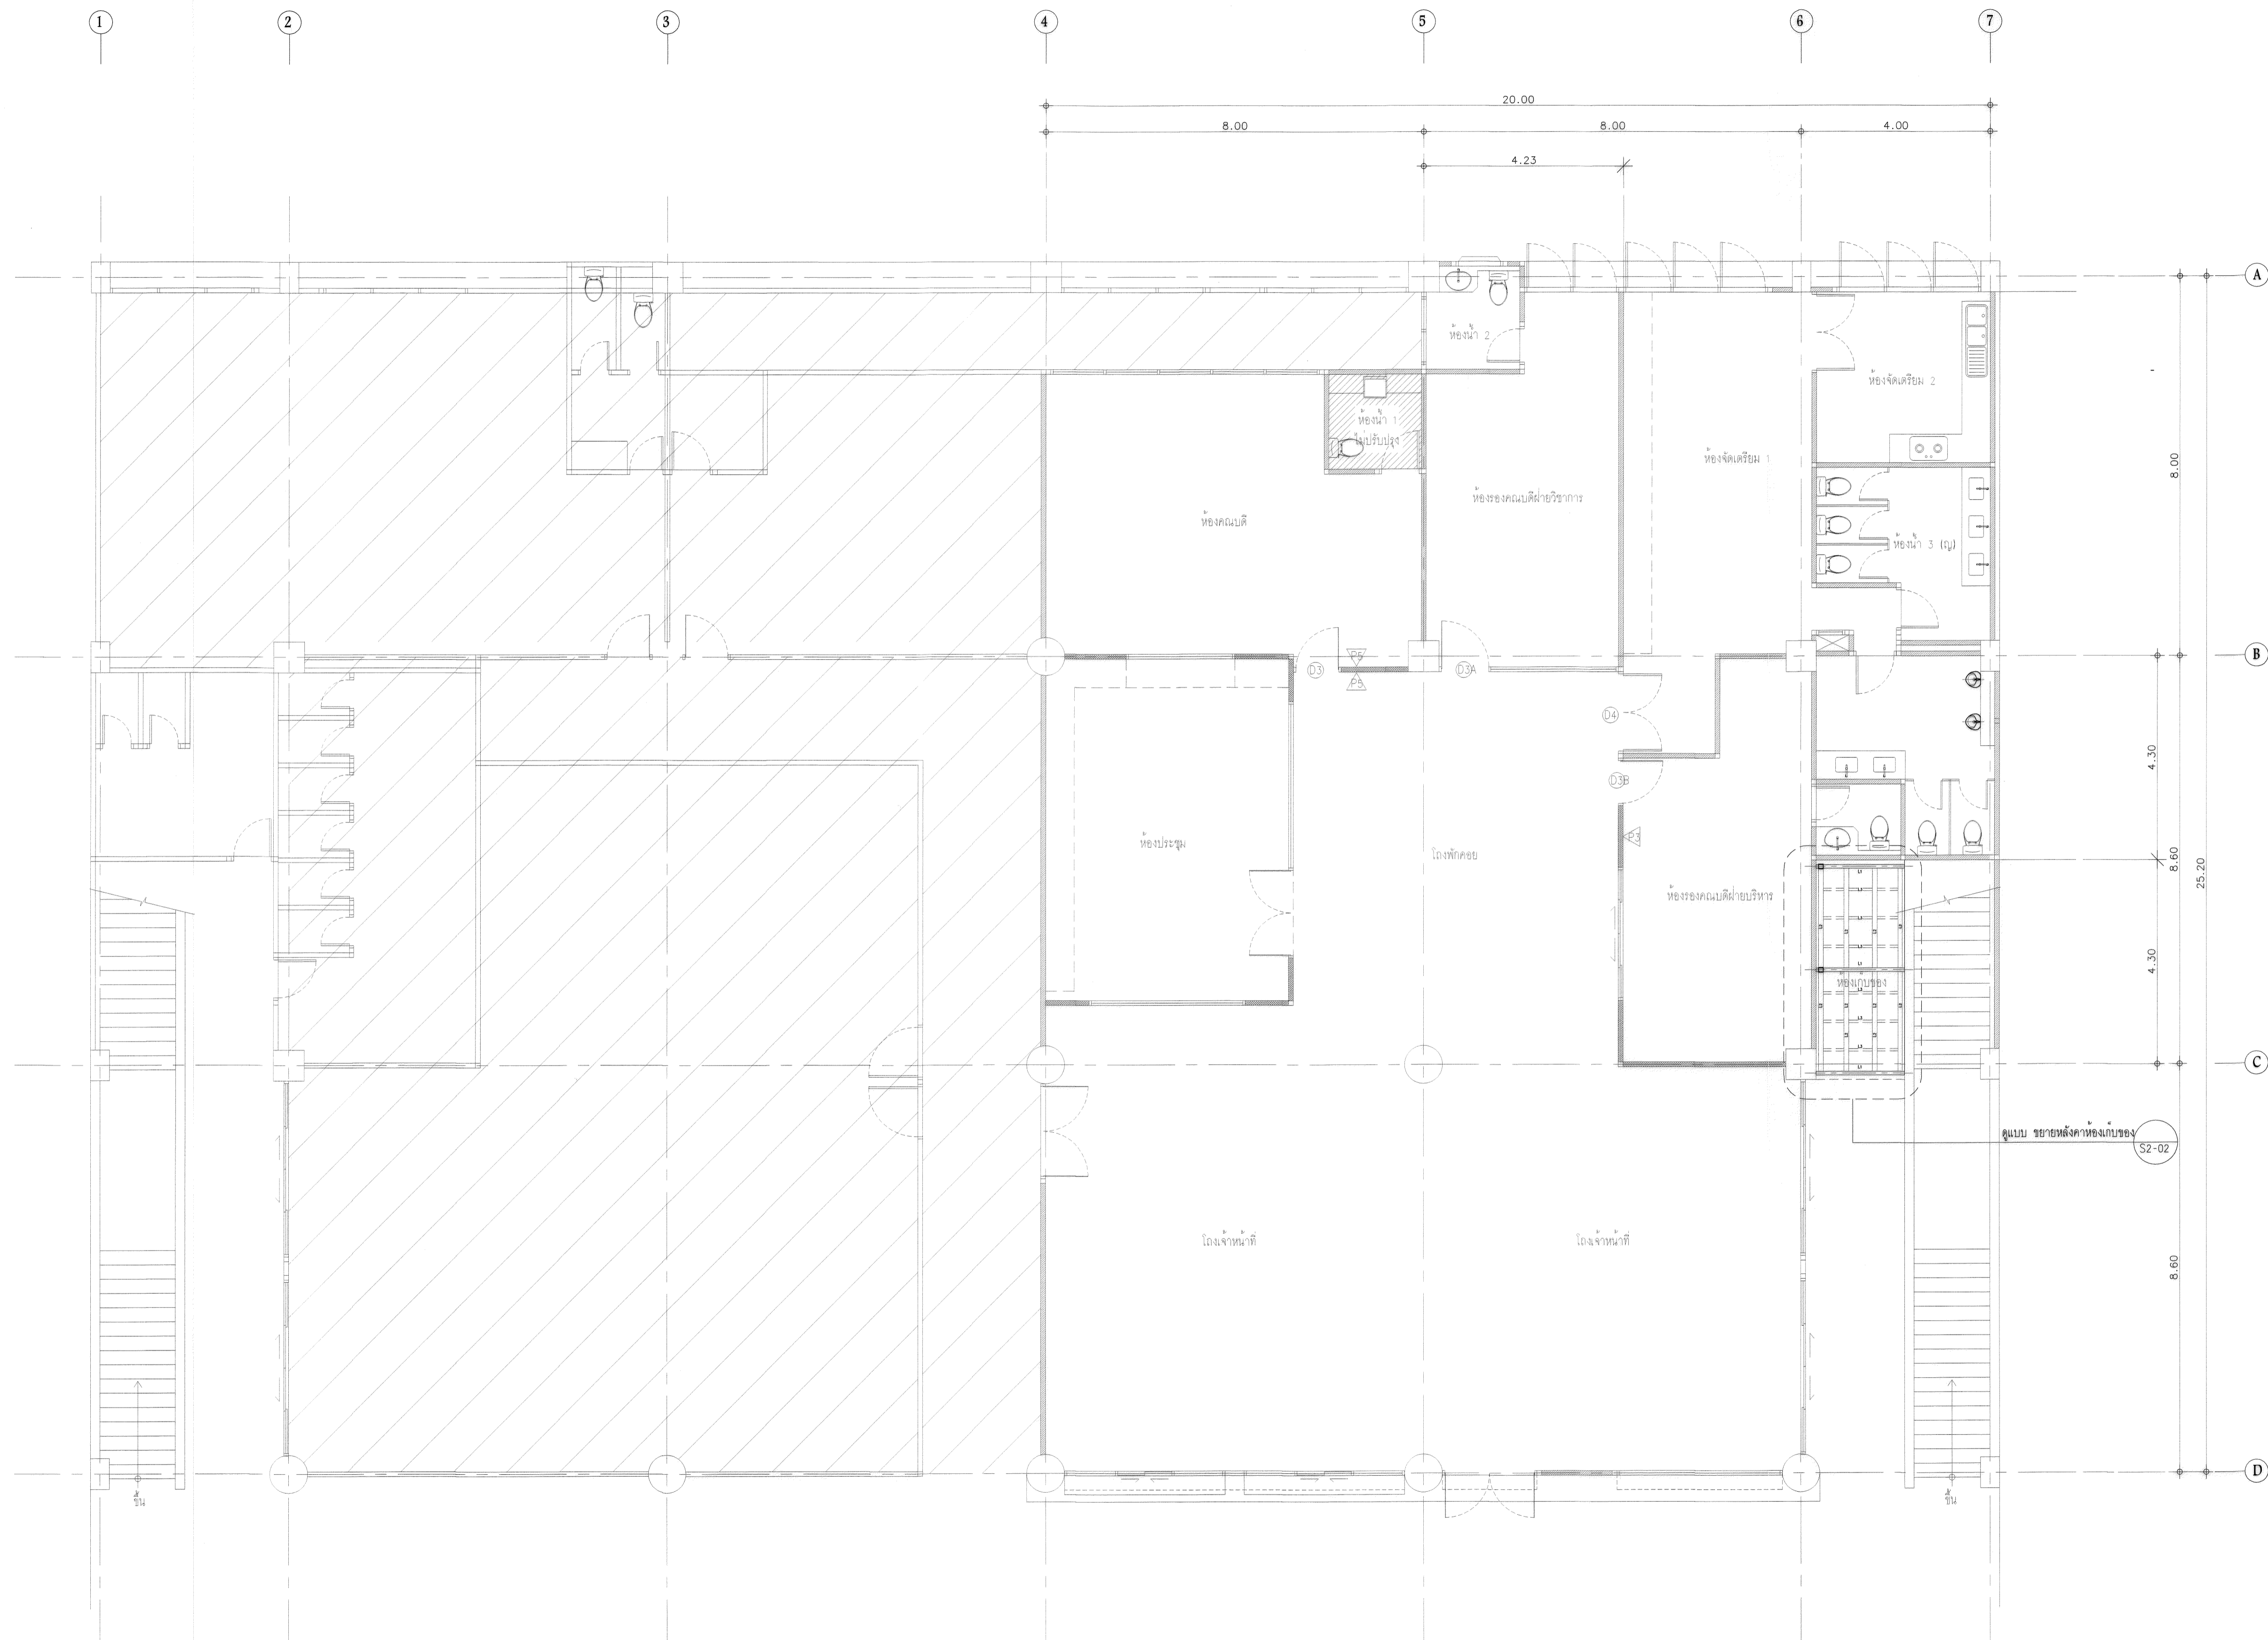 1 2 3 4 5 6 7
20.00
8.00 8.00 4.00
4.23
A
ห้องน้ำ 2
ห้องจัดเตรียม 2
ห้องน้ำ 1
ไม่ปรับปรุง
ห้องจัดเตรียม 1
8.00
ห้องรองคณบดีฝ่ายวิชาการ
ห้องคณบดี
ห้องน้ำ 3 (ญ)
B
P5
D3 D3A
P5
D4
4.30
D3B
P3
ห้องประชุม
โถงพักคอย
8.60
25.20
ห้องรองคณบดีฝ่ายบริหาร
4.30
ห้องเก็บของ
C
ดูแบบ ขยายหลังคาห้องเก็บของ
S2-02
โถงเจ้าหน้าที่ โถงเจ้าหน้าที่
8.60
D
ขึ้น ขึ้น